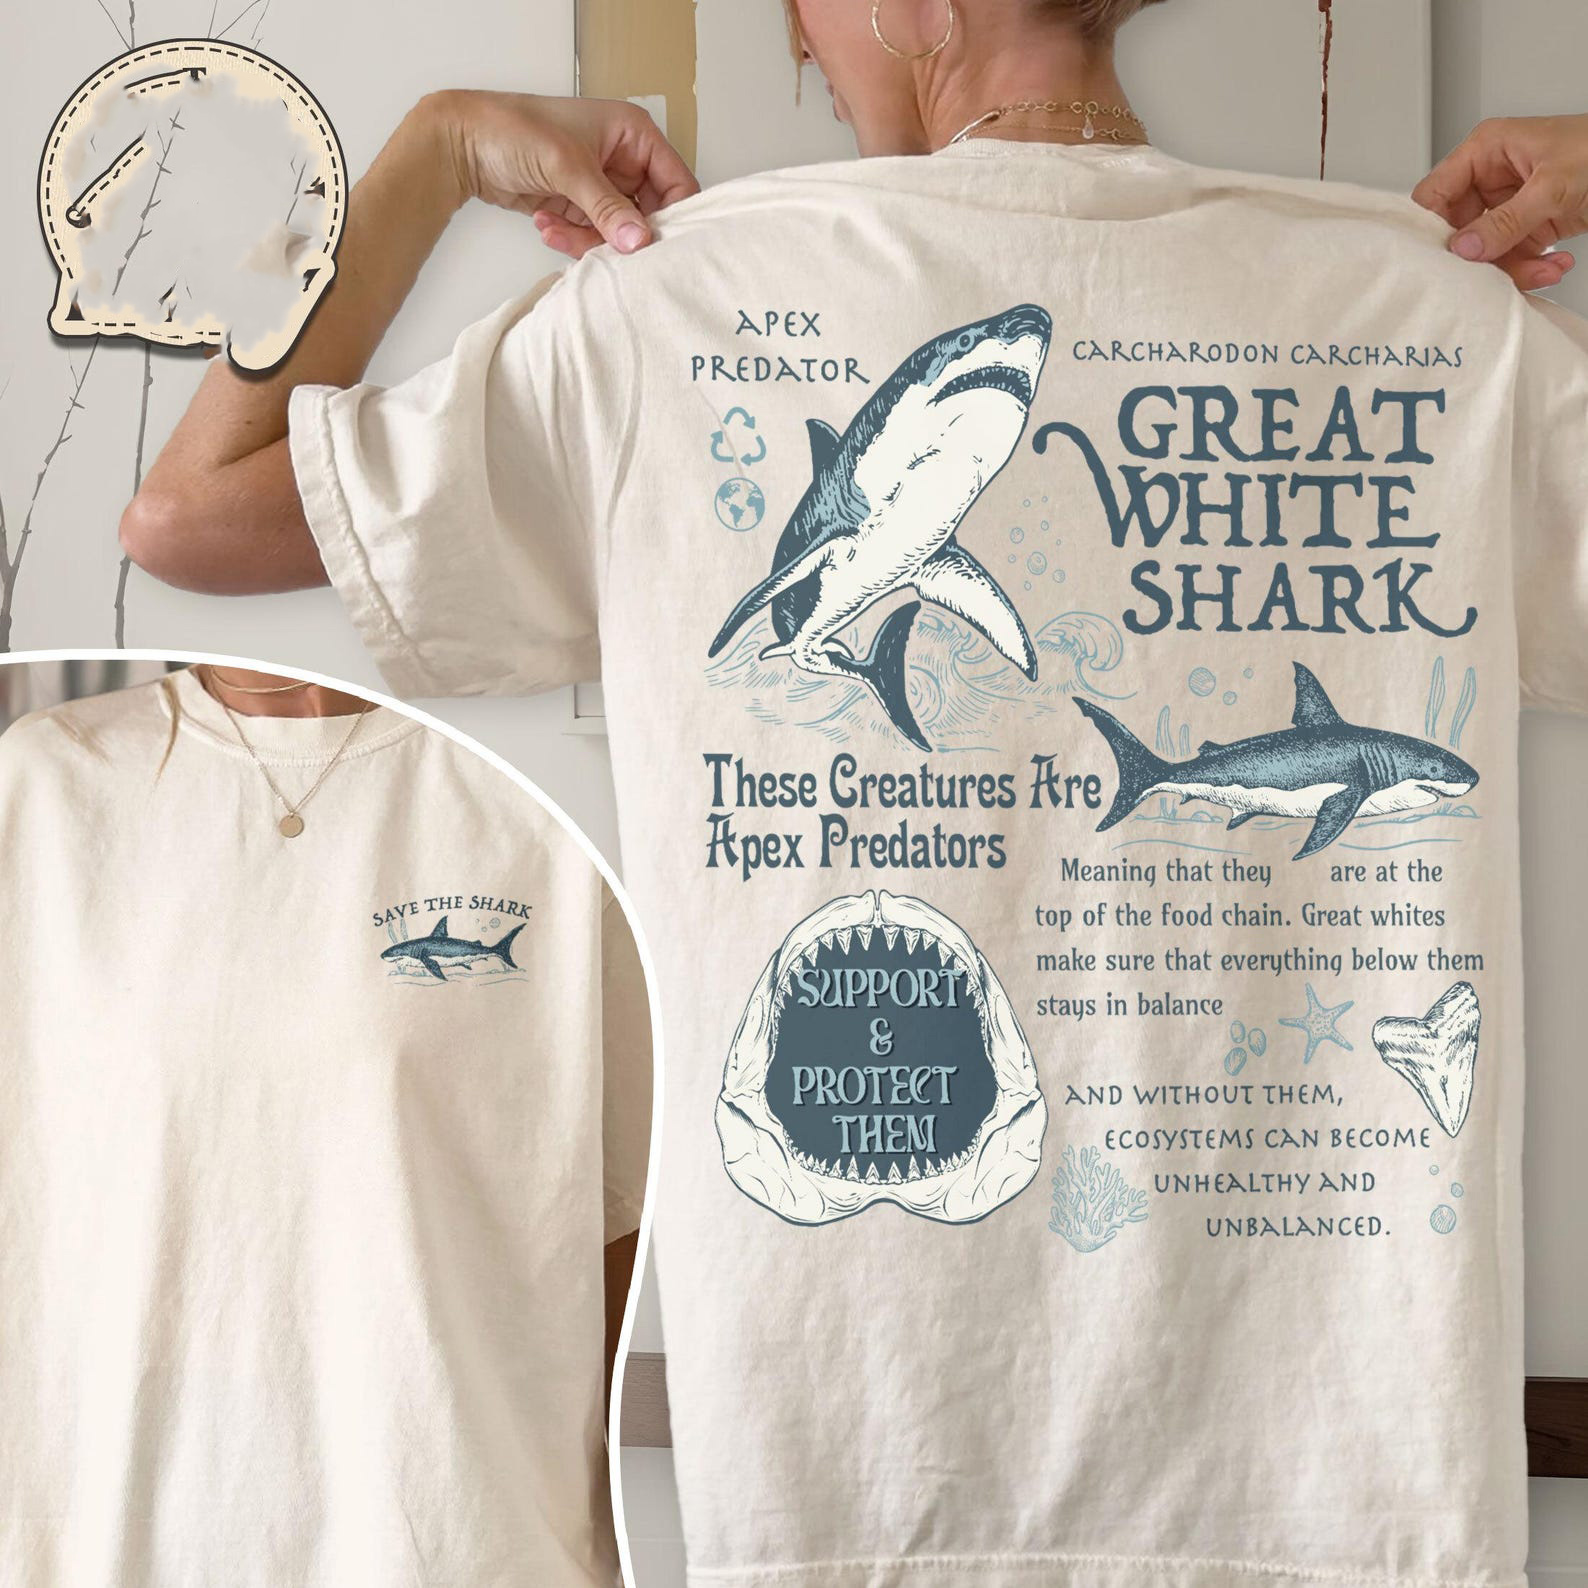 APEX
PREDATOR
CARCHARODON CARCHARIAS
GREAT
WHITE
SHARK
These Creatures Are
Apex Predators
Meaning that they are at the
top of the food chain. Great whites
make sure that everything below them
stays in balance
SUPPORT
&
PROTECT
THEM
AND WITHOUT THEM,
ECOSYSTEMS CAN BECOME
UNHEALTHY AND
UNBALANCED.
SAVE THE SHARK